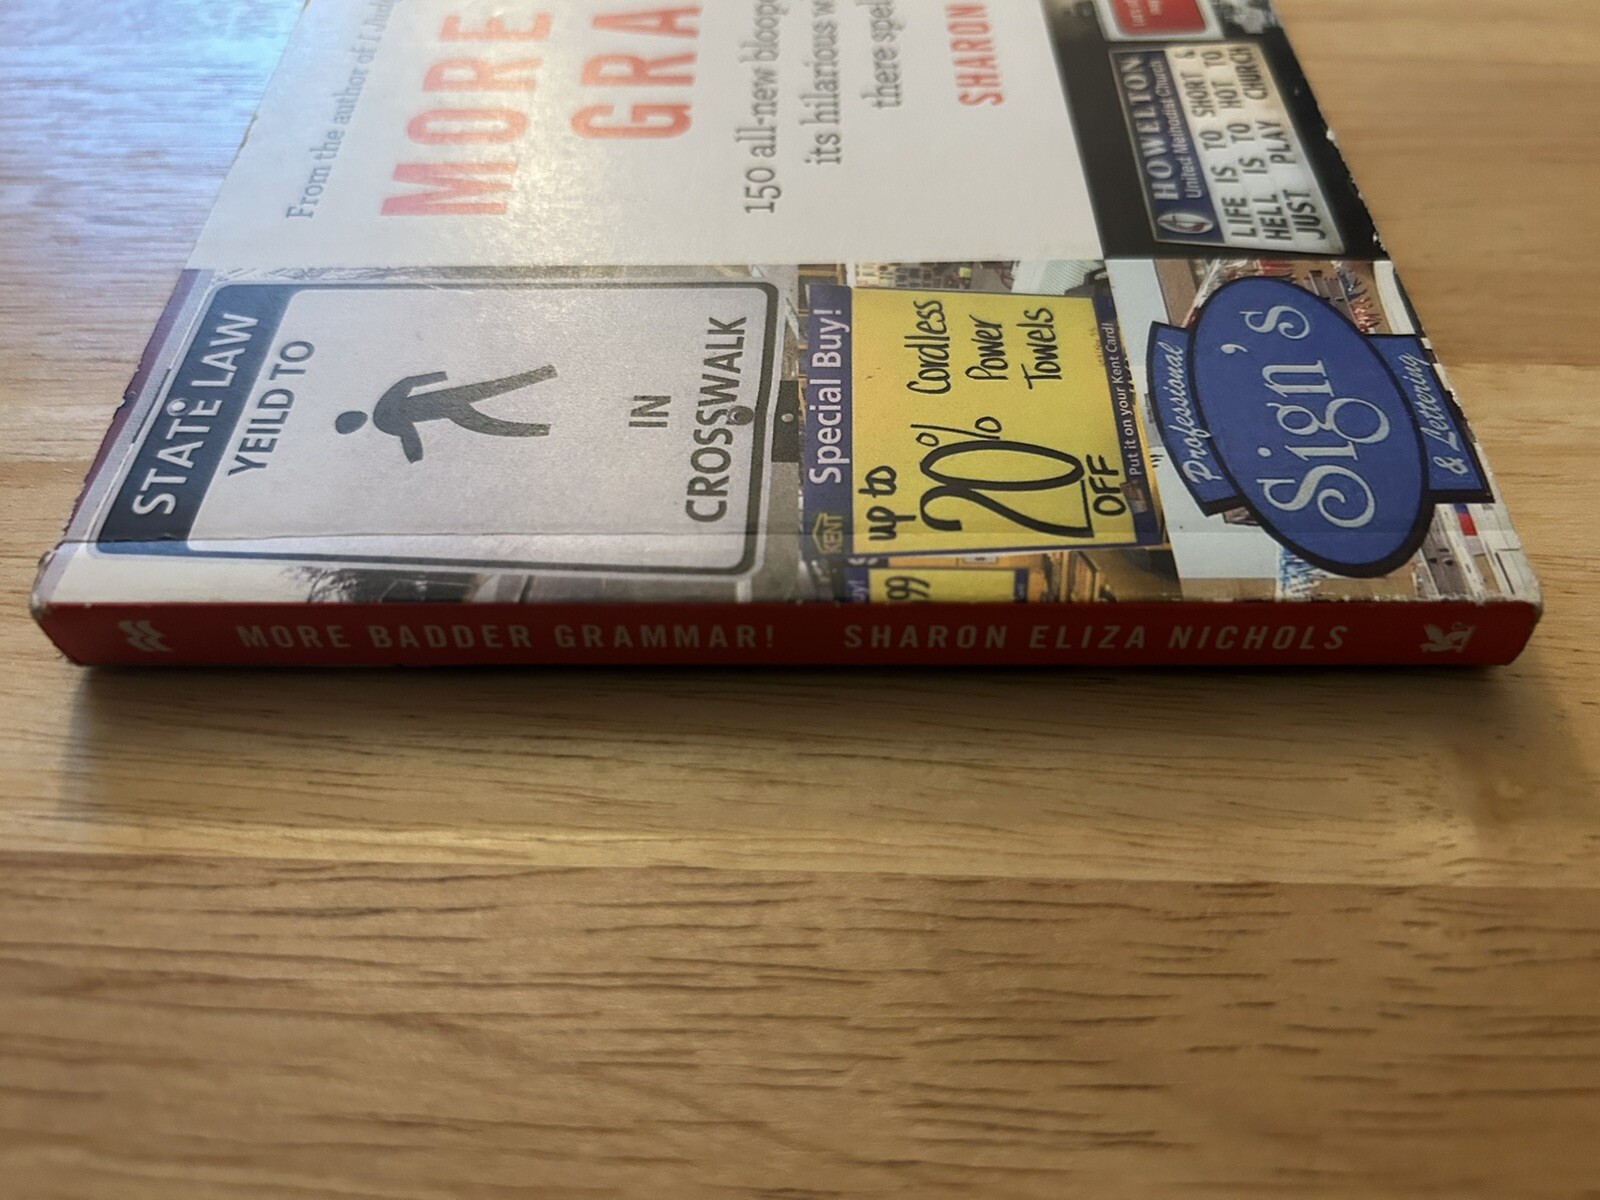 From the author of I Judge
MORE
GRA
150 all-new bloope
its hilarious w
there spel
SHARON
HOWELTON
United Methodist Church
LIFE IS TO SHORT &
HELL IS TO HOT TO
JUST PLAY CHURCH
STATE LAW
YEILD TO
IN
CROSSWALK
Special Buy!
KENT
up to
20%
OFF
Cordless
Power
Towels
Put it on your Kent Card!
99
Professional
Sign's
& Lettering
MORE BADDER GRAMMAR! SHARON ELIZA NICHOLS